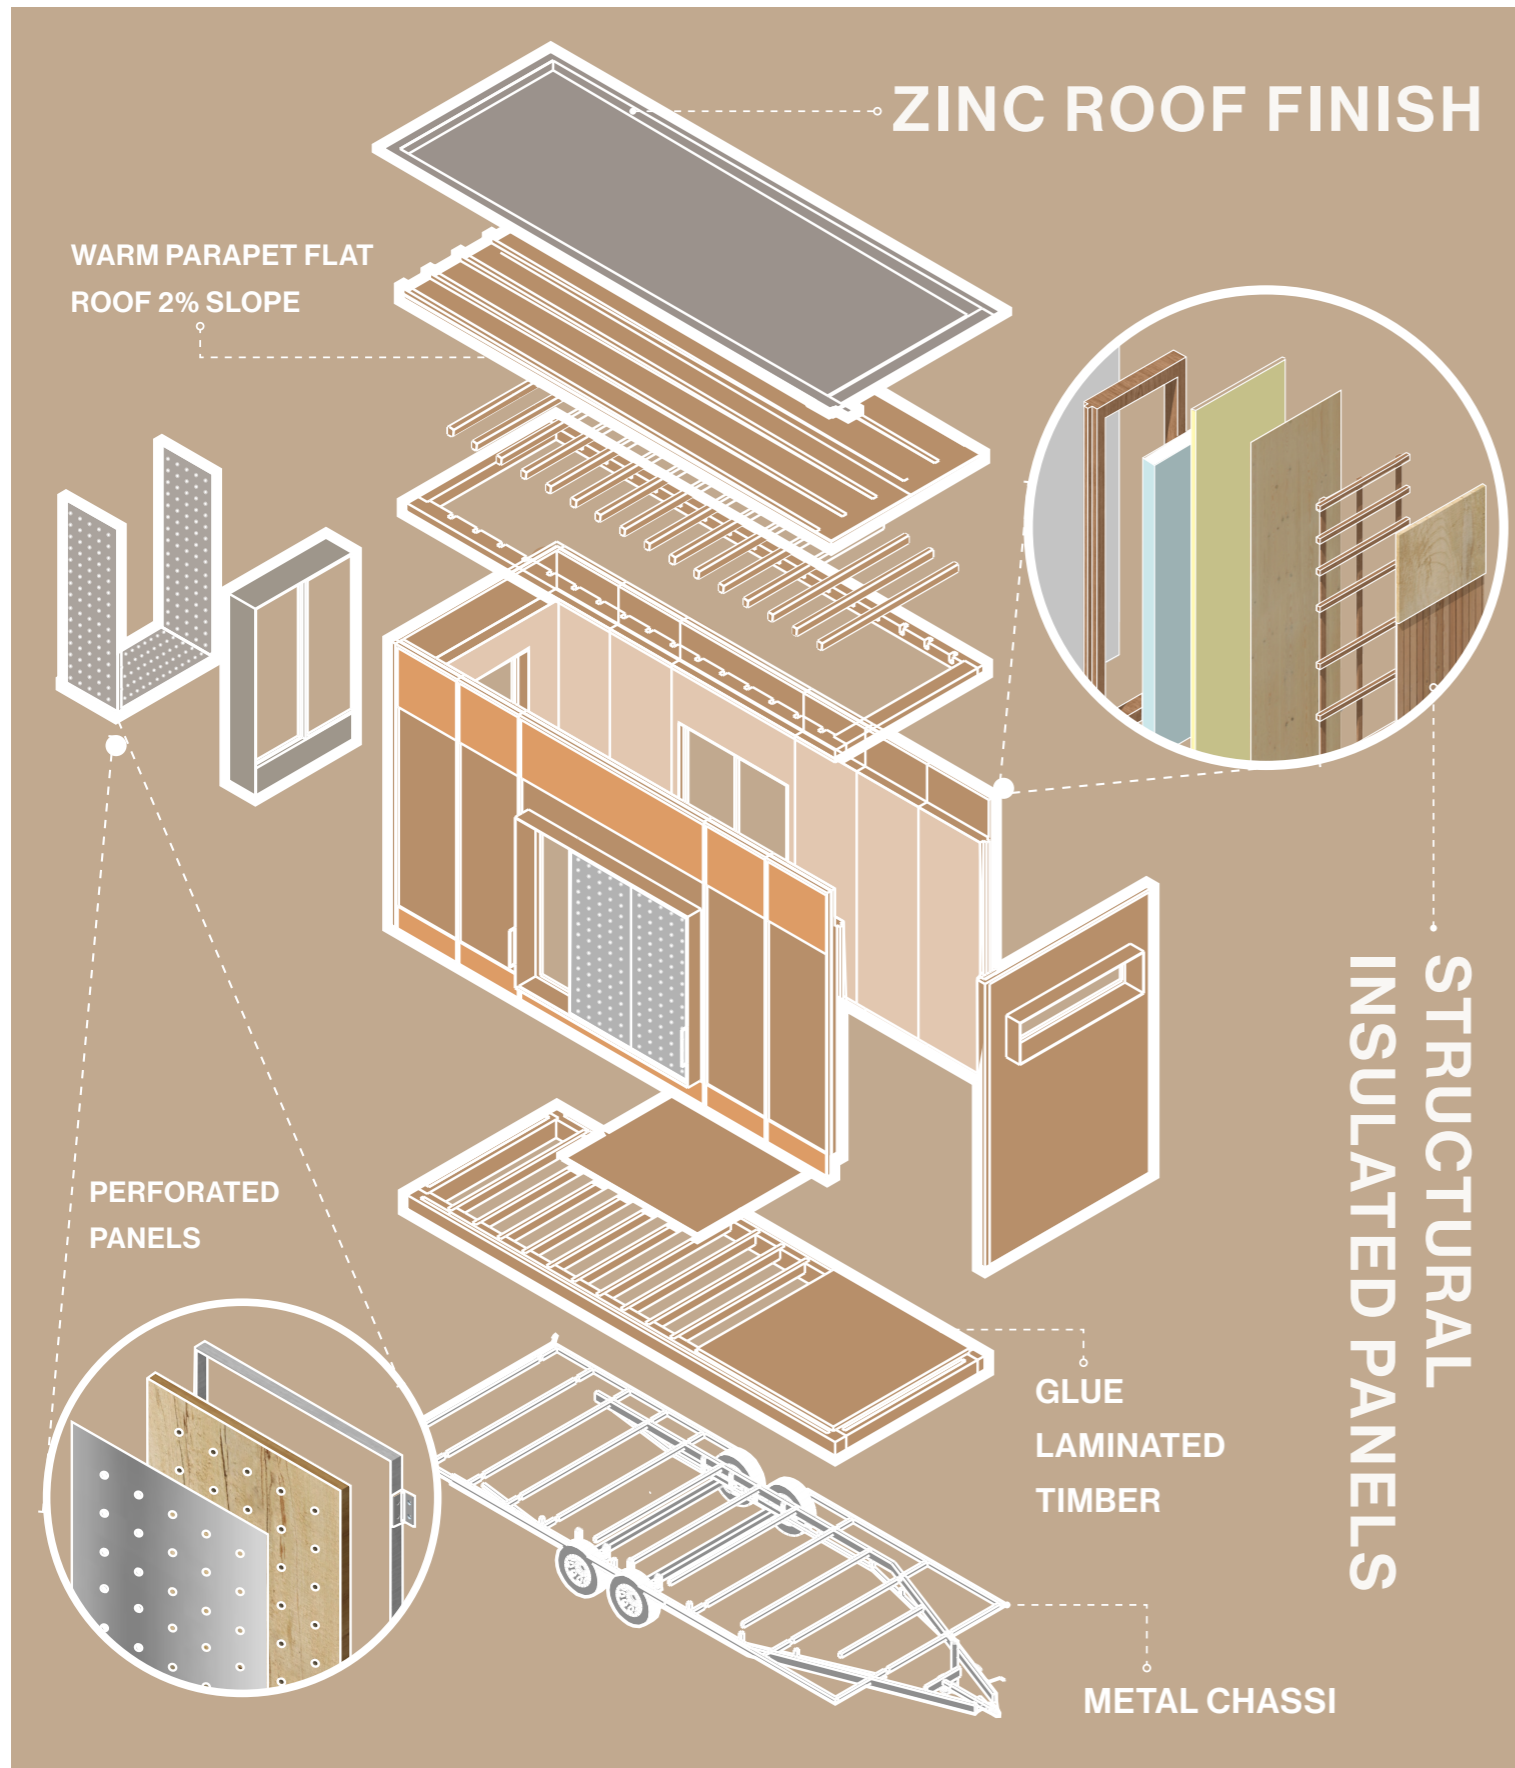 ZINC ROOF FINISH
WARM PARAPET FLAT
ROOF 2% SLOPE
STRUCTURAL
INSULATED PANELS
PERFORATED
PANELS
GLUE
LAMINATED
TIMBER
METAL CHASSI